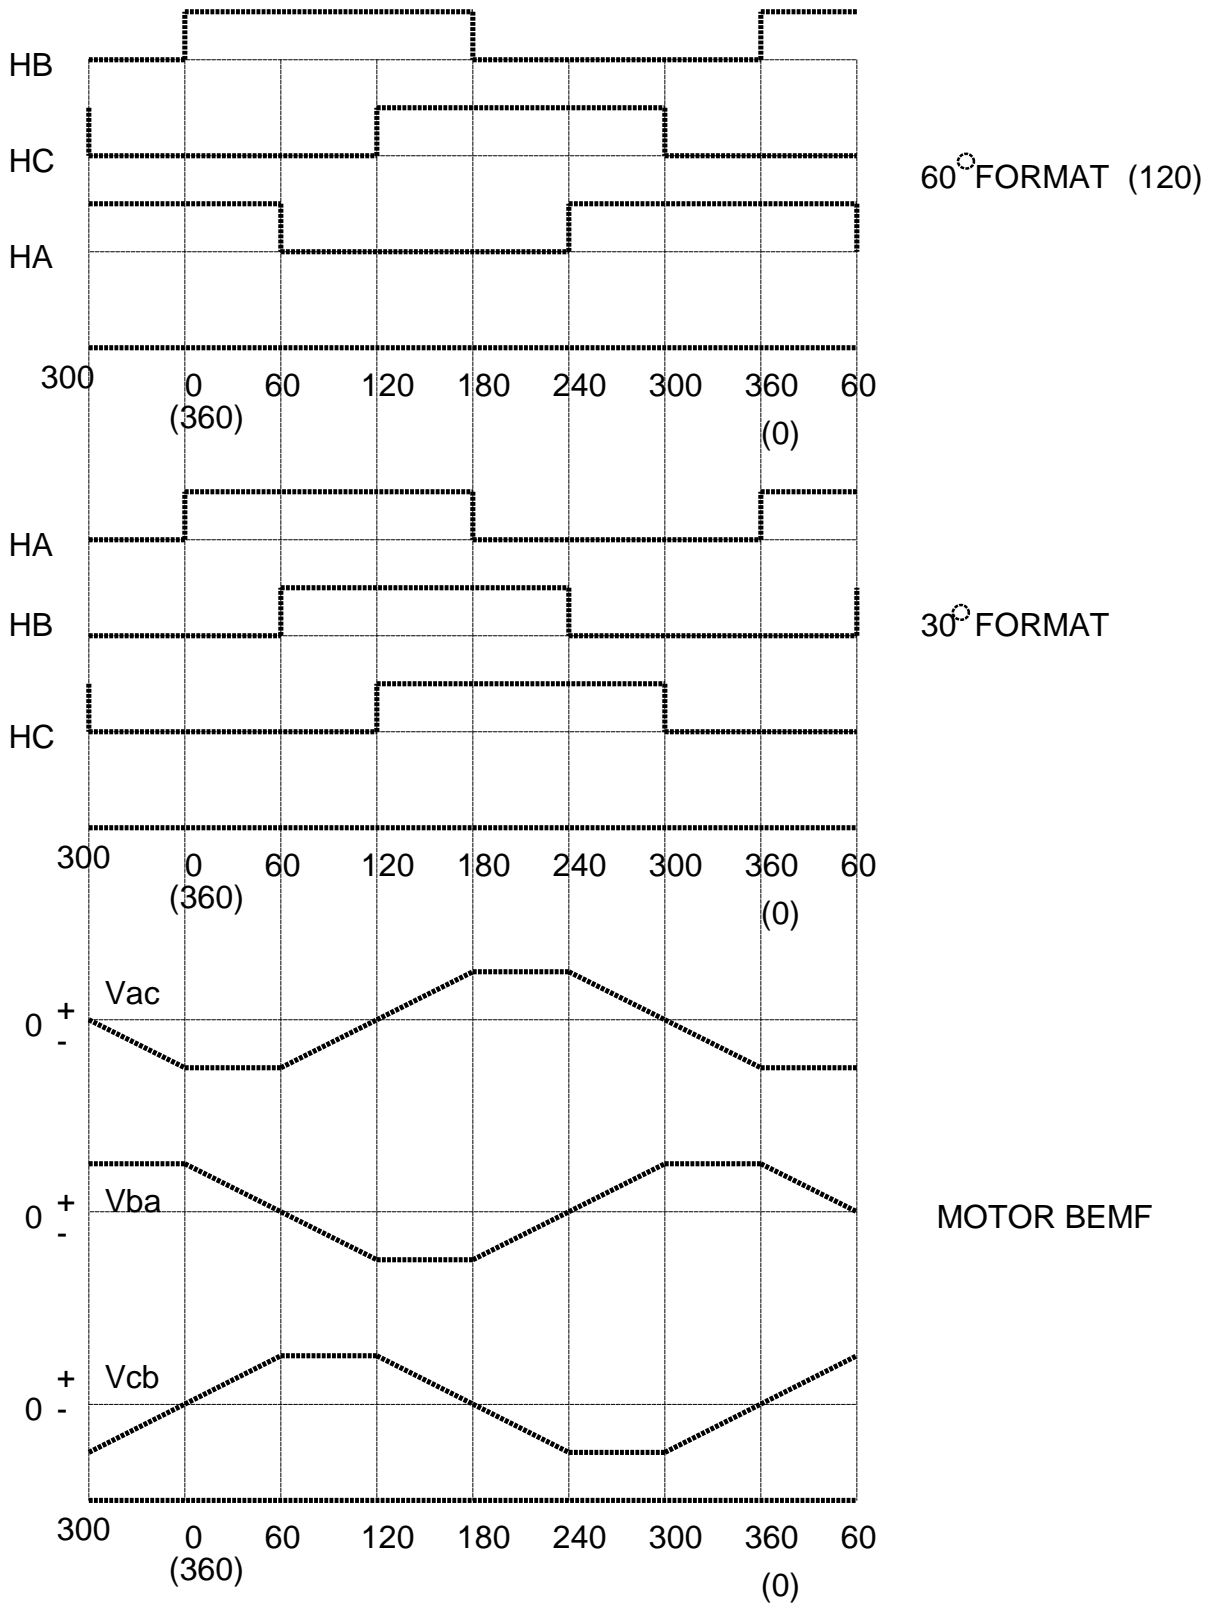 HB
HC
60° FORMAT (120)
HA
300 0 60 120 180 240 300 360 60
(360)
(0)
HA
HB
30° FORMAT
HC
300 0 60 120 180 240 300 360 60
(360)
(0)
Vac
+
0
-
Vba
+
0
-
MOTOR BEMF
Vcb
+
0 -
300 0 60 120 180 240 300 360 60
(360)
(0)